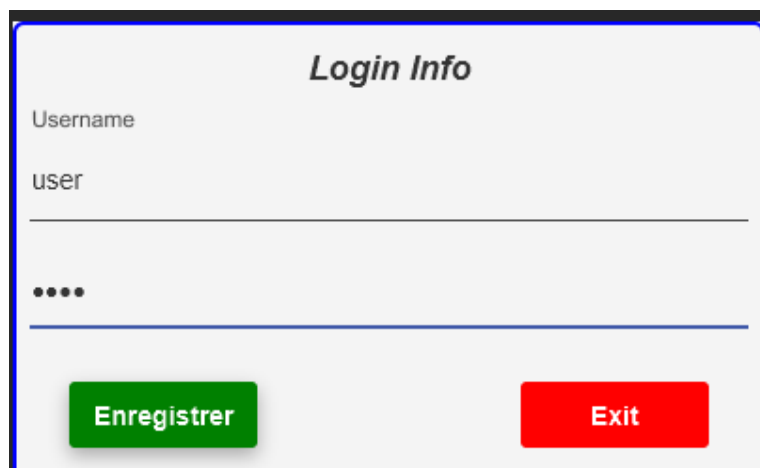 Login Info
Username
user
••••
Enregistrer
Exit